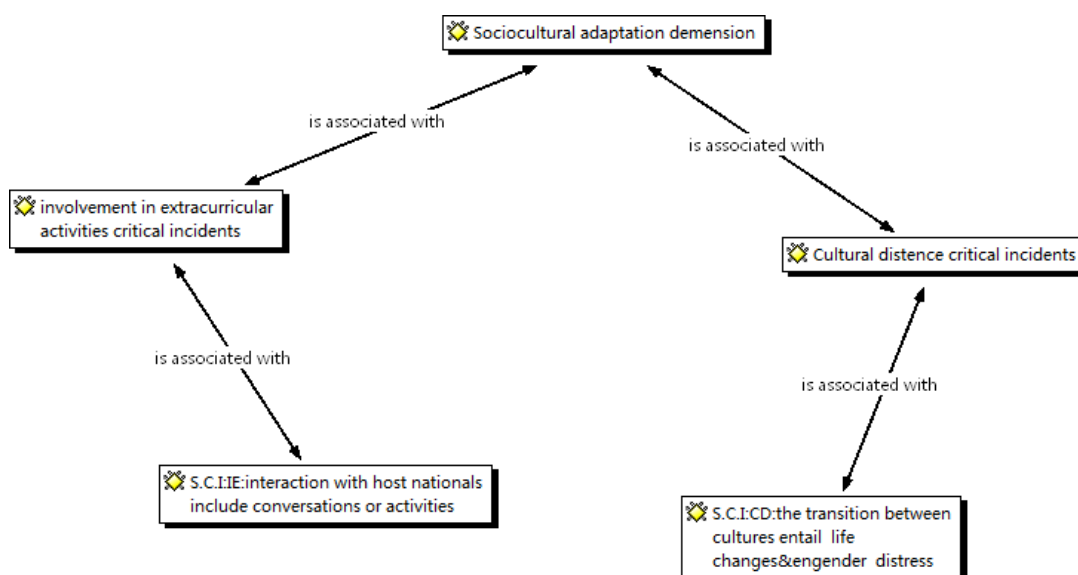 Sociocultural adaptation demension
is associated with
is associated with
involvement in extracurricular
activities critical incidents
Cultural distence critical incidents
is associated with
is associated with
S.C.I:IE:interaction with host nationals
include conversations or activities
S.C.I:CD:the transition between
cultures entail life
changes&engender distress